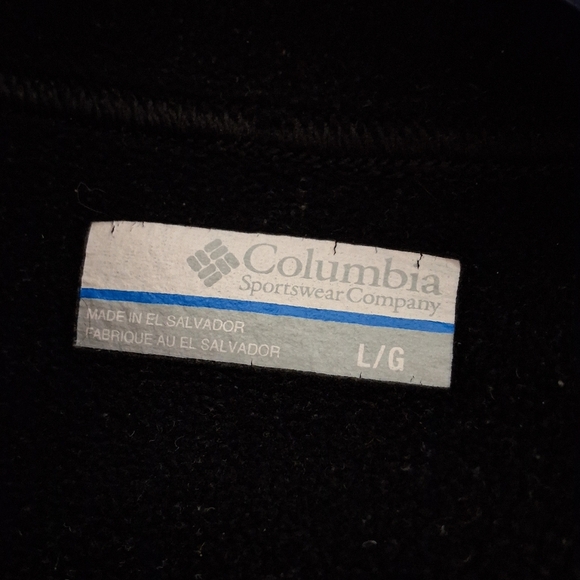 Columbia
Sportswear Company
MADE IN EL SALVADOR
FABRIQUE AU EL SALVADOR
L/G